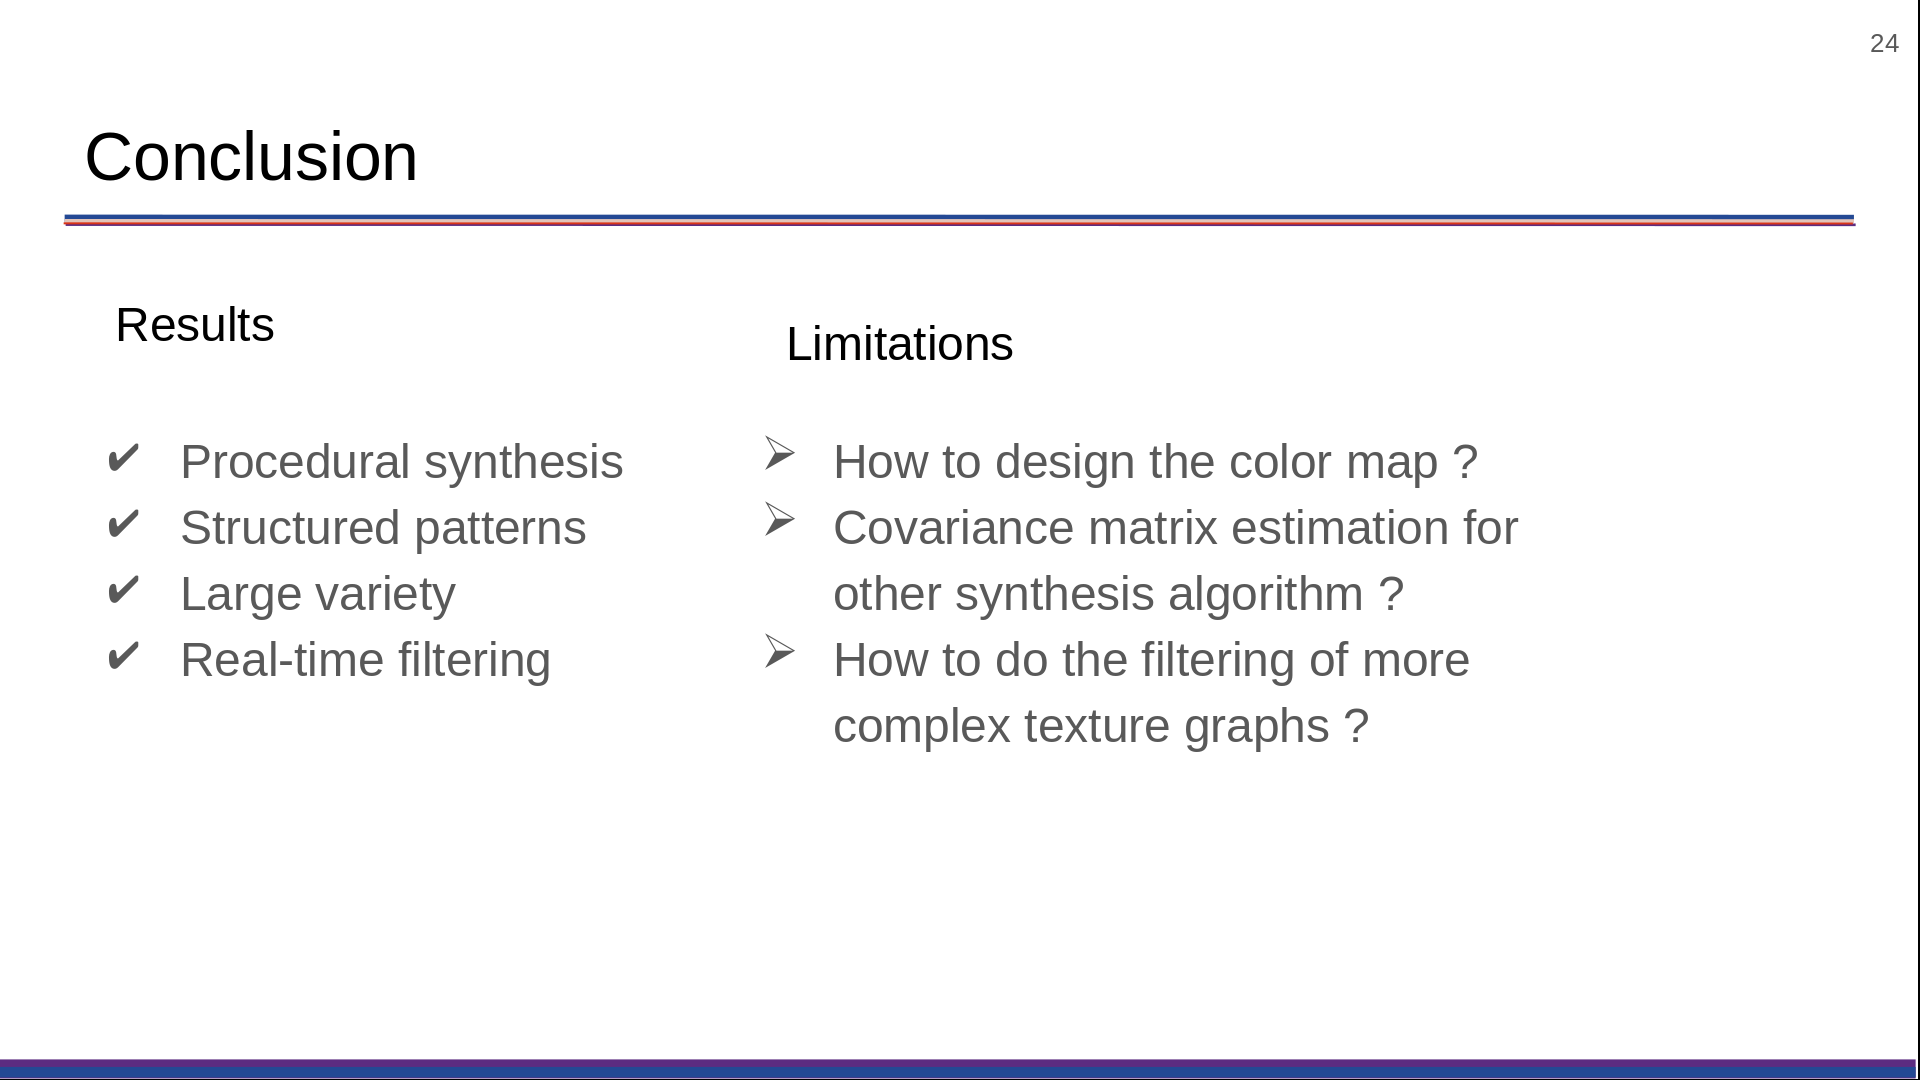 24
Conclusion
Results
✔ Procedural synthesis
✔ Structured patterns
✔ Large variety
✔ Real-time filtering
Limitations
➢ How to design the color map ?
➢ Covariance matrix estimation for
other synthesis algorithm ?
➢ How to do the filtering of more
complex texture graphs ?